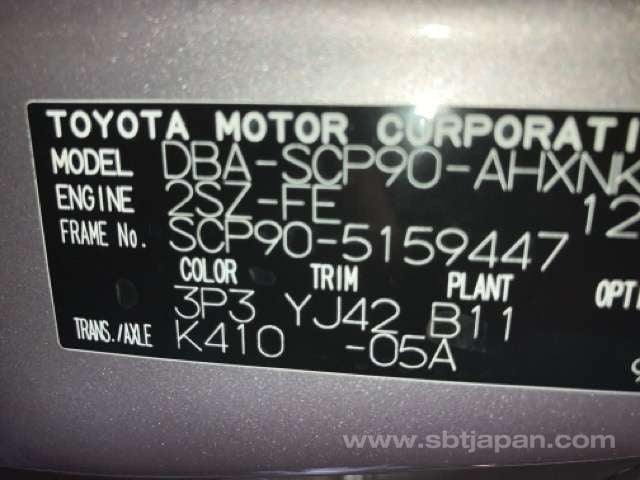 TOYOTA MOTOR CORPORATI
MODEL DBA-SCP90-AHXNK
ENGINE 2SZ-FE 12
FRAME No. SCP90-5159447
COLOR TRIM PLANT OPTI
3P3 YJ42 B11
TRANS./AXLE K410 -05A
www.sbtjapan.com